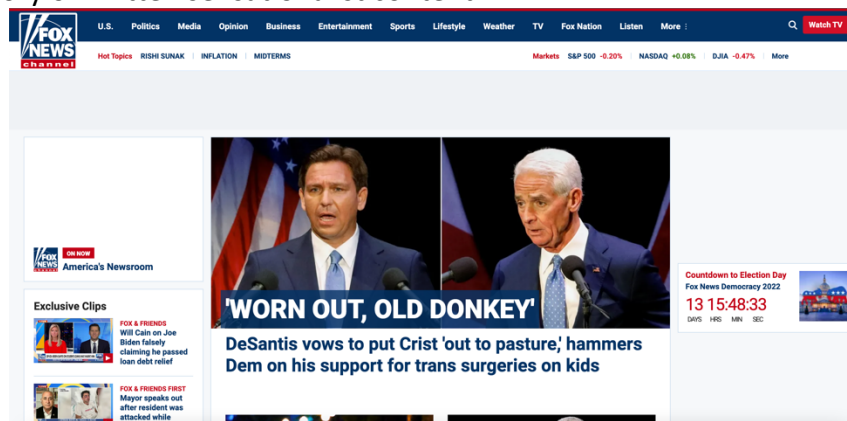 FOX
NEWS
channel
U.S. Politics Media Opinion Business Entertainment Sports Lifestyle Weather TV Fox Nation Listen More
Watch TV
Hot Topics RISHI SUNAK INFLATION MIDTERMS
Markets S&P 500 -0.20% NASDAQ +0.08% DJIA -0.47% More
FOX
NEWS
channel
ON NOW
America's Newsroom
Exclusive Clips
FOX & FRIENDS
Will Cain on Joe
Biden falsely
claiming he passed
loan debt relief
FOX & FRIENDS FIRST
Mayor speaks out
after resident was
attacked while
'WORN OUT, OLD DONKEY'
DeSantis vows to put Crist 'out to pasture,' hammers
Dem on his support for trans surgeries on kids
Countdown to Election Day
Fox News Democracy 2022
13 15:48:33
DAYS HRS MIN SEC